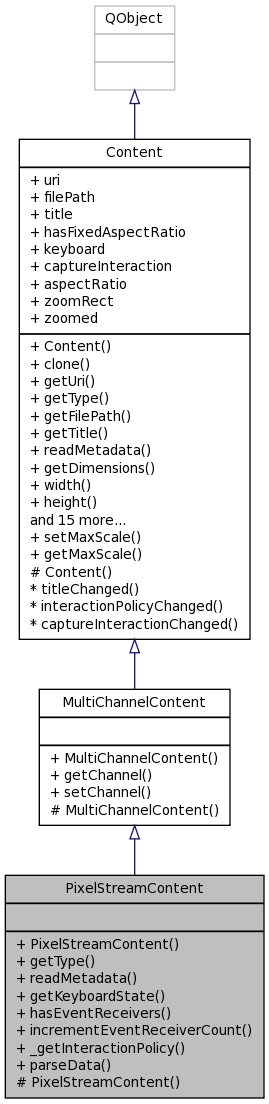 QObject
Content
+ uri
+ filePath
+ title
+ hasFixedAspectRatio
+ keyboard
+ captureInteraction
+ aspectRatio
+ zoomRect
+ zoomed
+ Content()
+ clone()
+ getUri()
+ getType()
+ getFilePath()
+ getTitle()
+ readMetadata()
+ getDimensions()
+ width()
+ height()
and 15 more...
+ setMaxScale()
+ getMaxScale()
# Content()
* titleChanged()
* interactionPolicyChanged()
* captureInteractionChanged()
MultiChannelContent
+ MultiChannelContent()
+ getChannel()
+ setChannel()
# MultiChannelContent()
PixelStreamContent
+ PixelStreamContent()
+ getType()
+ readMetadata()
+ getKeyboardState()
+ hasEventReceivers()
+ incrementEventReceiverCount()
+ _getInteractionPolicy()
+ parseData()
# PixelStreamContent()